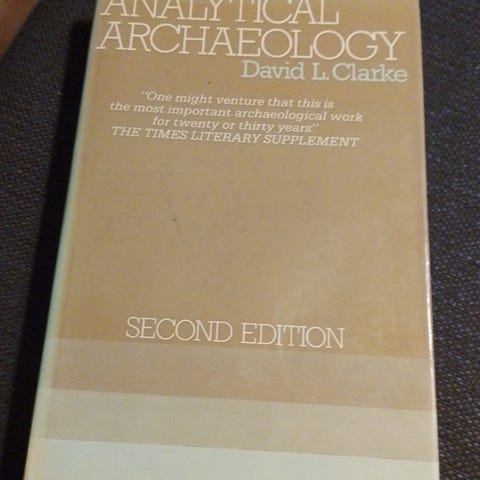 ANALYTICAL
ARCHAEOLOGY
David L. Clarke
"One might venture that this is
the most important archaeological work
for twenty or thirty years."
THE TIMES LITERARY SUPPLEMENT
SECOND EDITION